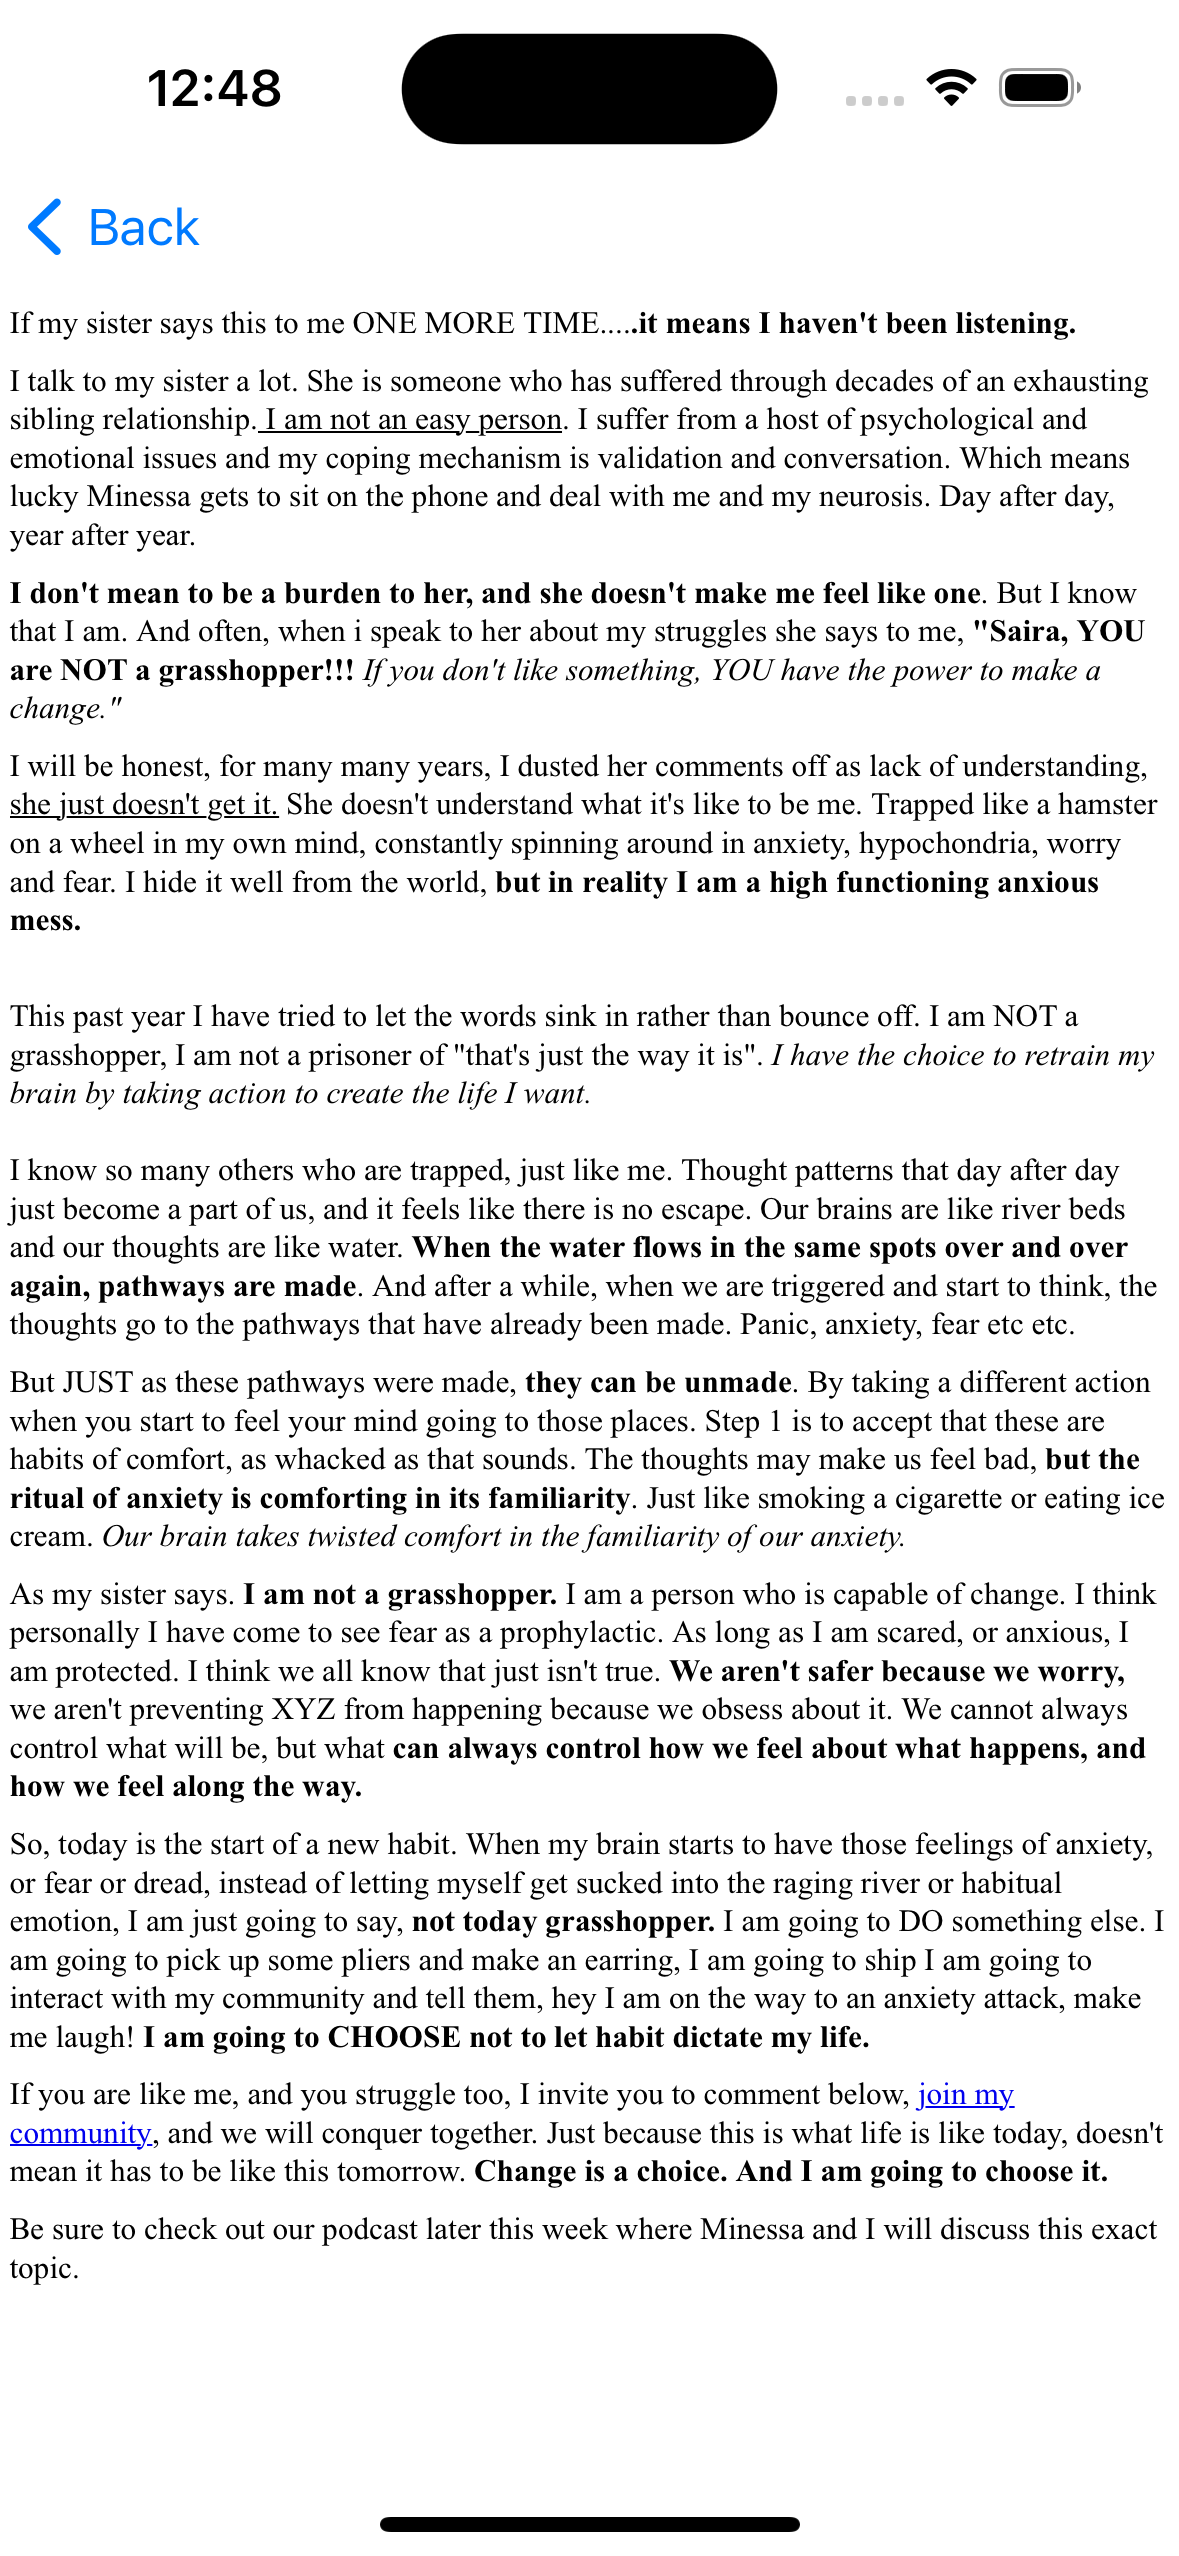 12:48
Back
If my sister says this to me ONE MORE TIME.....it means I haven't been listening.
I talk to my sister a lot. She is someone who has suffered through decades of an exhausting
sibling relationship. I am not an easy person. I suffer from a host of psychological and
emotional issues and my coping mechanism is validation and conversation. Which means
lucky Minessa gets to sit on the phone and deal with me and my neurosis. Day after day,
year after year.
I don't mean to be a burden to her, and she doesn't make me feel like one. But I know
that I am. And often, when i speak to her about my struggles she says to me, "Saira, YOU
are NOT a grasshopper!!! If you don't like something, YOU have the power to make a
change."
I will be honest, for many many years, I dusted her comments off as lack of understanding,
she just doesn't get it. She doesn't understand what it's like to be me. Trapped like a hamster
on a wheel in my own mind, constantly spinning around in anxiety, hypochondria, worry
and fear. I hide it well from the world, but in reality I am a high functioning anxious
mess.
This past year I have tried to let the words sink in rather than bounce off. I am NOT a
grasshopper, I am not a prisoner of "that's just the way it is". I have the choice to retrain my
brain by taking action to create the life I want.
I know so many others who are trapped, just like me. Thought patterns that day after day
just become a part of us, and it feels like there is no escape. Our brains are like river beds
and our thoughts are like water. When the water flows in the same spots over and over
again, pathways are made. And after a while, when we are triggered and start to think, the
thoughts go to the pathways that have already been made. Panic, anxiety, fear etc etc.
But JUST as these pathways were made, they can be unmade. By taking a different action
when you start to feel your mind going to those places. Step 1 is to accept that these are
habits of comfort, as whacked as that sounds. The thoughts may make us feel bad, but the
ritual of anxiety is comforting in its familiarity. Just like smoking a cigarette or eating ice
cream. Our brain takes twisted comfort in the familiarity of our anxiety.
As my sister says. I am not a grasshopper. I am a person who is capable of change. I think
personally I have come to see fear as a prophylactic. As long as I am scared, or anxious, I
am protected. I think we all know that just isn't true. We aren't safer because we worry,
we aren't preventing XYZ from happening because we obsess about it. We cannot always
control what will be, but what can always control how we feel about what happens, and
how we feel along the way.
So, today is the start of a new habit. When my brain starts to have those feelings of anxiety,
or fear or dread, instead of letting myself get sucked into the raging river or habitual
emotion, I am just going to say, not today grasshopper. I am going to DO something else. I
am going to pick up some pliers and make an earring, I am going to ship I am going to
interact with my community and tell them, hey I am on the way to an anxiety attack, make
me laugh! I am going to CHOOSE not to let habit dictate my life.
If you are like me, and you struggle too, I invite you to comment below, join my
community, and we will conquer together. Just because this is what life is like today, doesn't
mean it has to be like this tomorrow. Change is a choice. And I am going to choose it.
Be sure to check out our podcast later this week where Minessa and I will discuss this exact
topic.